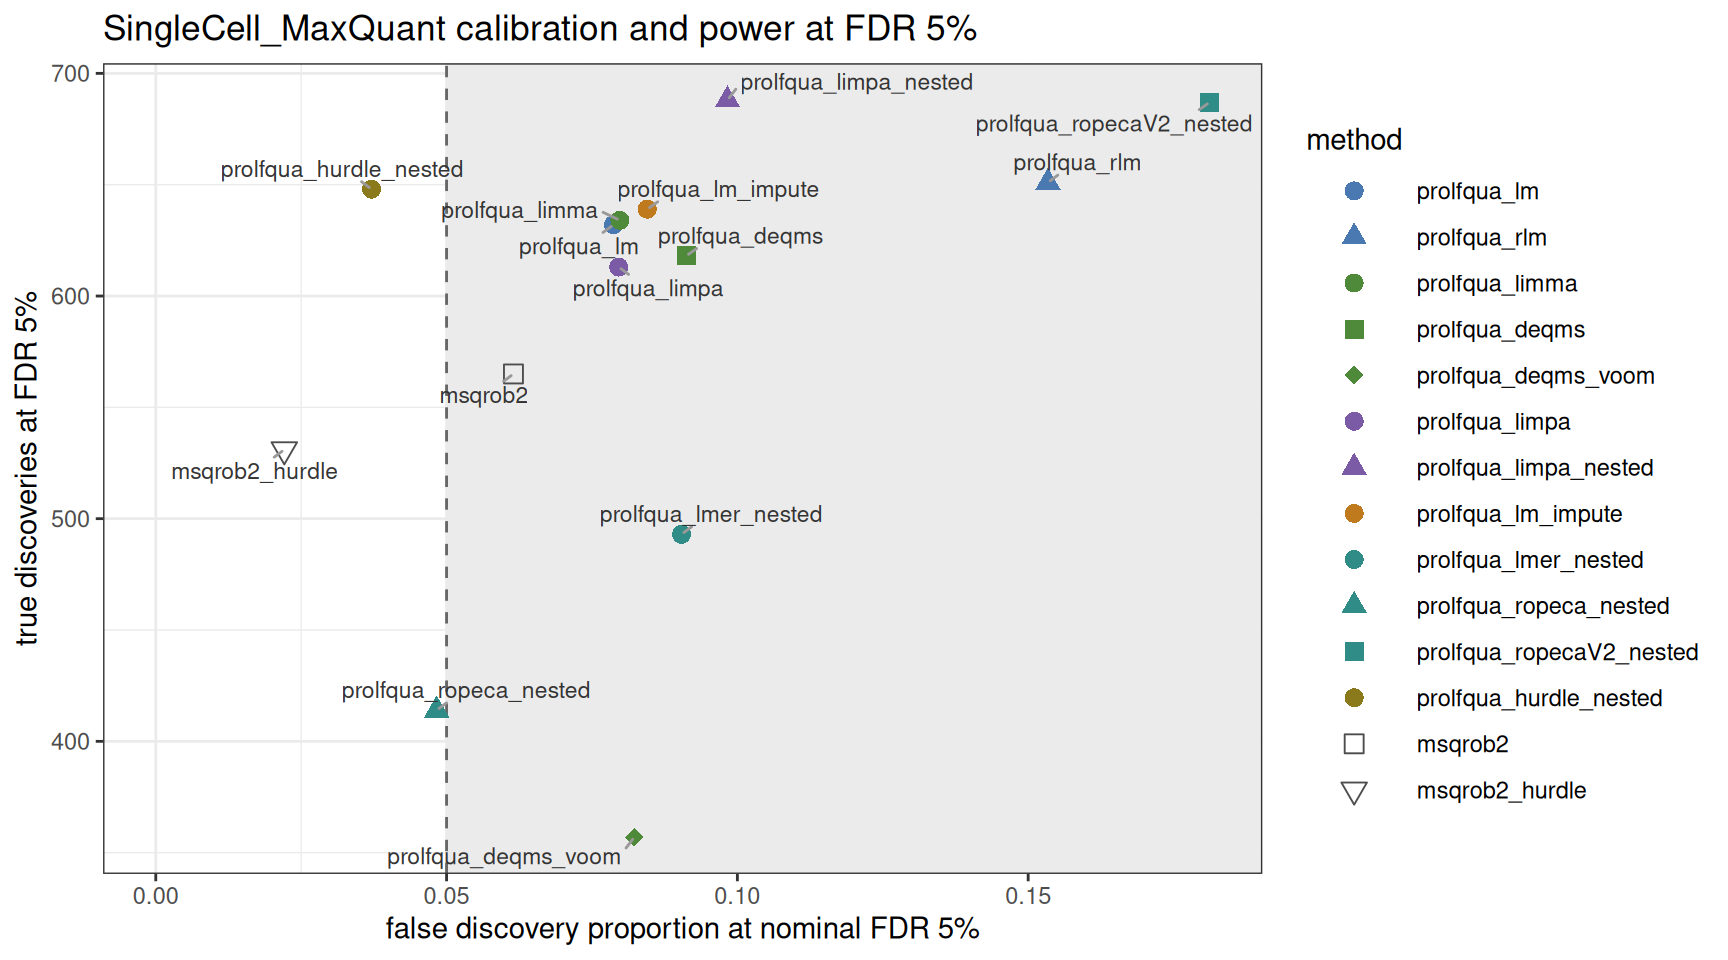 SingleCell_MaxQuant calibration and power at FDR 5%
true discoveries at FDR 5%
700
600
500
400
prolfqua_limpa_nested
prolfqua_ropecaV2_nested
prolfqua_rlm
prolfqua_hurdle_nested
prolfqua_lm_impute
prolfqua_limma
prolfqua_deqms
prolfqua_lm
prolfqua_limpa
msqrob2
msqrob2_hurdle
prolfqua_lmer_nested
prolfqua_ropeca_nested
prolfqua_deqms_voom
0.00
0.05
0.10
0.15
false discovery proportion at nominal FDR 5%
method
prolfqua_lm
prolfqua_rlm
prolfqua_limma
prolfqua_deqms
prolfqua_deqms_voom
prolfqua_limpa
prolfqua_limpa_nested
prolfqua_lm_impute
prolfqua_lmer_nested
prolfqua_ropeca_nested
prolfqua_ropecaV2_nested
prolfqua_hurdle_nested
msqrob2
msqrob2_hurdle